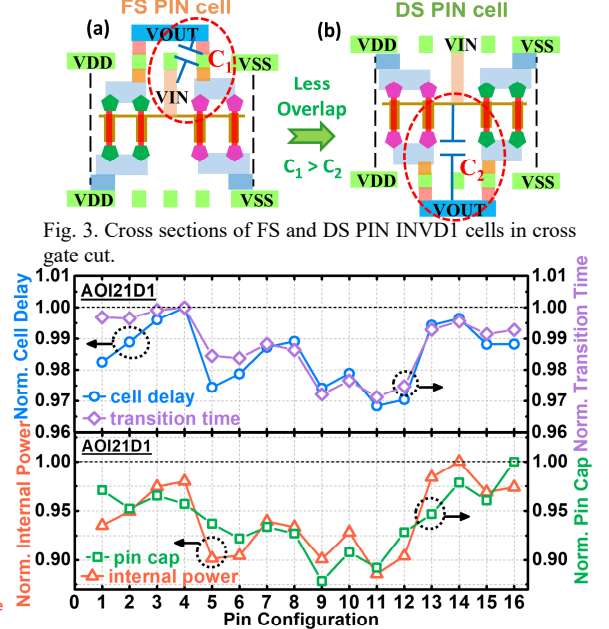 FS PIN cell
DS PIN cell
(a)
VOUT
VDD
VSS
C1
VIN
VDD
VSS
Less
Overlap
C1 > C2
(b)
VDD
VIN
VSS
C2
VDD
VSS
VOUT
Fig. 3. Cross sections of FS and DS PIN INVD1 cells in cross
gate cut.
Norm. Cell Delay
1.01
1.00
0.99
0.98
0.97
0.96
AOI21D1
cell delay
transition time
1.01
1.00
0.99
0.98
0.97
0.96
Norm. Transition Time
Norm. Internal Power
1.00
0.95
0.90
AOI21D1
pin cap
internal power
1.00
0.95
0.90
Norm. Pin Cap
0 1 2 3 4 5 6 7 8 9 10 11 12 13 14 15 16
Pin Configuration
e